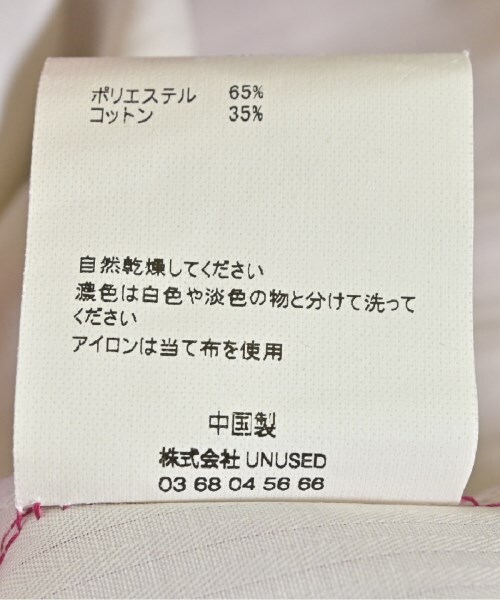 ポリエステル 65%
コットン 35%
自然乾燥してください
濃色は白色や淡色の物と分けて洗って
ください
アイロンは当て布を使用
中国製
株式会社 UNUSED
03 68 04 56 66